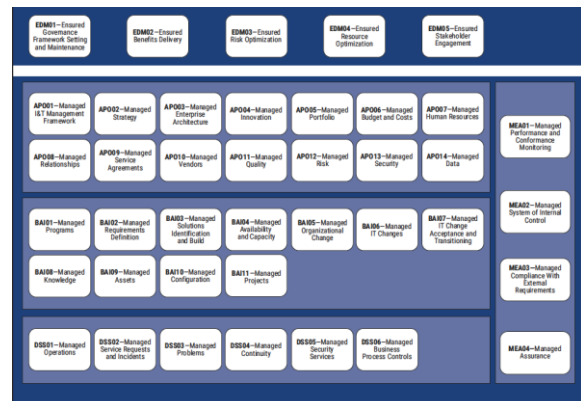 EDM01—Ensured
Governance
Framework Setting
and Maintenance
EDM02—Ensured
Benefits Delivery
EDM03—Ensured
Risk Optimization
EDM04—Ensured
Resource
Optimization
EDM05—Ensured
Stakeholder
Engagement
APO01—Managed
I&T Management
Framework
APO02—Managed
Strategy
APO03—Managed
Enterprise
Architecture
APO04—Managed
Innovation
APO05—Managed
Portfolio
APO06—Managed
Budget and Costs
APO07—Managed
Human Resources
APO08—Managed
Relationships
APO09—Managed
Service
Agreements
APO10—Managed
Vendors
APO11—Managed
Quality
APO12—Managed
Risk
APO13—Managed
Security
APO14—Managed
Data
BAI01—Managed
Programs
BAI02—Managed
Requirements
Definition
BAI03—Managed
Solutions
Identification
and Build
BAI04—Managed
Availability
and Capacity
BAI05—Managed
Organizational
Change
BAI06—Managed
IT Changes
BAI07—Managed
IT Change
Acceptance and
Transitioning
BAI08—Managed
Knowledge
BAI09—Managed
Assets
BAI10—Managed
Configuration
BAI11—Managed
Projects
DSS01—Managed
Operations
DSS02—Managed
Service Requests
and Incidents
DSS03—Managed
Problems
DSS04—Managed
Continuity
DSS05—Managed
Security
Services
DSS06—Managed
Business
Process Controls
MEA01—Managed
Performance and
Conformance
Monitoring
MEA02—Managed
System of Internal
Control
MEA03—Managed
Compliance With
External
Requirements
MEA04—Managed
Assurance